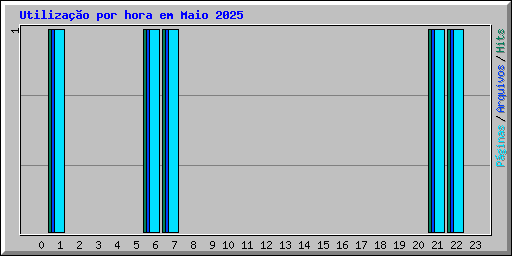 Utilização por hora em Maio 2025
1
Páginas / Arquivos / Hits
0 1 2 3 4 5 6 7 8 9 10 11 12 13 14 15 16 17 18 19 20 21 22 23